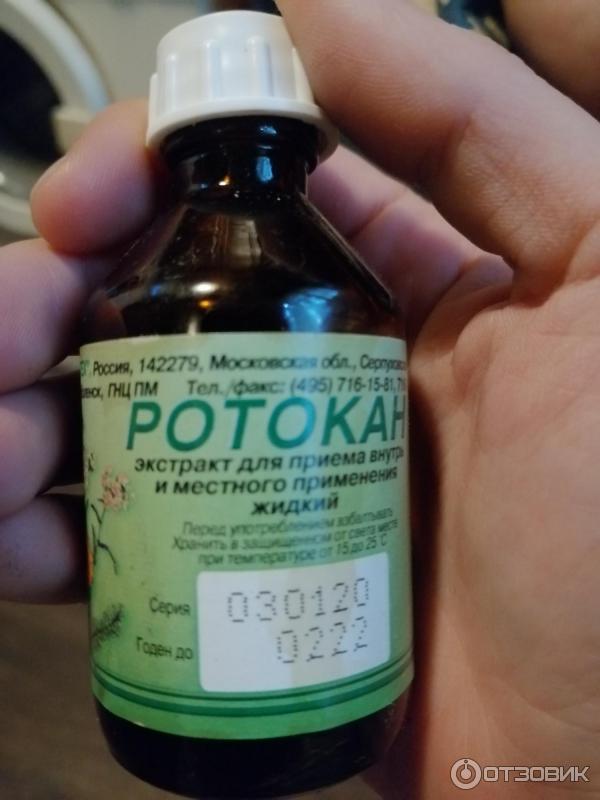 Россия, 142279, Московская обл., Серпуховс
ГНЦ ПМ Тел./факс: (495) 716-15-81,
РОТОКАН
экстракт для приема внутрь
и местного применения
жидкий
Перед употреблением взбалтывать
Хранить в защищенном от света месте
при температуре от 15 до 25°С
Серия 030120
Годен до 0222
ОТЗОВИК